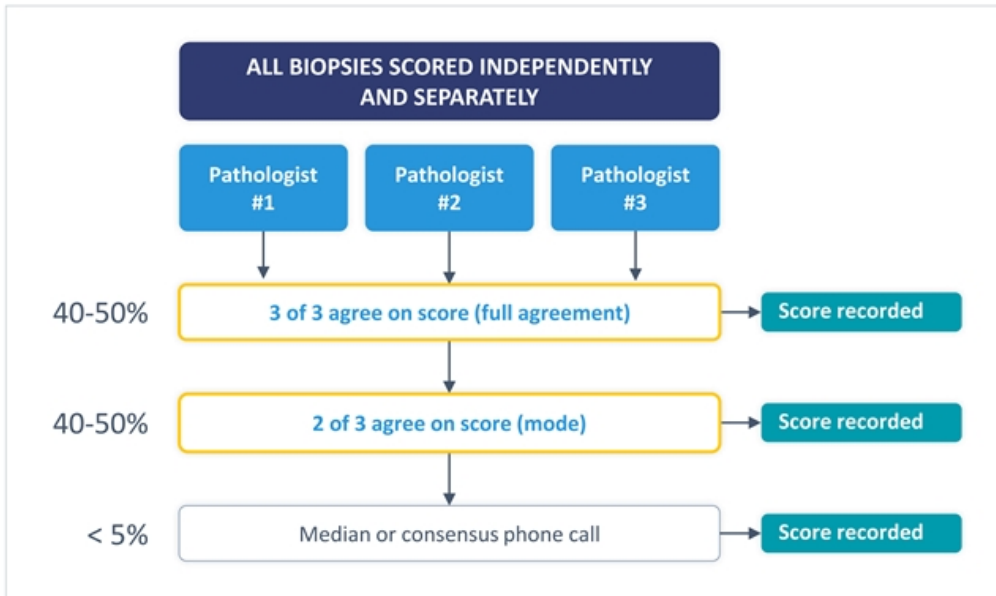 ALL BIOPSIES SCORED INDEPENDENTLY
AND SEPARATELY
Pathologist
#1
Pathologist
#2
Pathologist
#3
40-50%
3 of 3 agree on score (full agreement)
Score recorded
40-50%
2 of 3 agree on score (mode)
Score recorded
< 5%
Median or consensus phone call
Score recorded